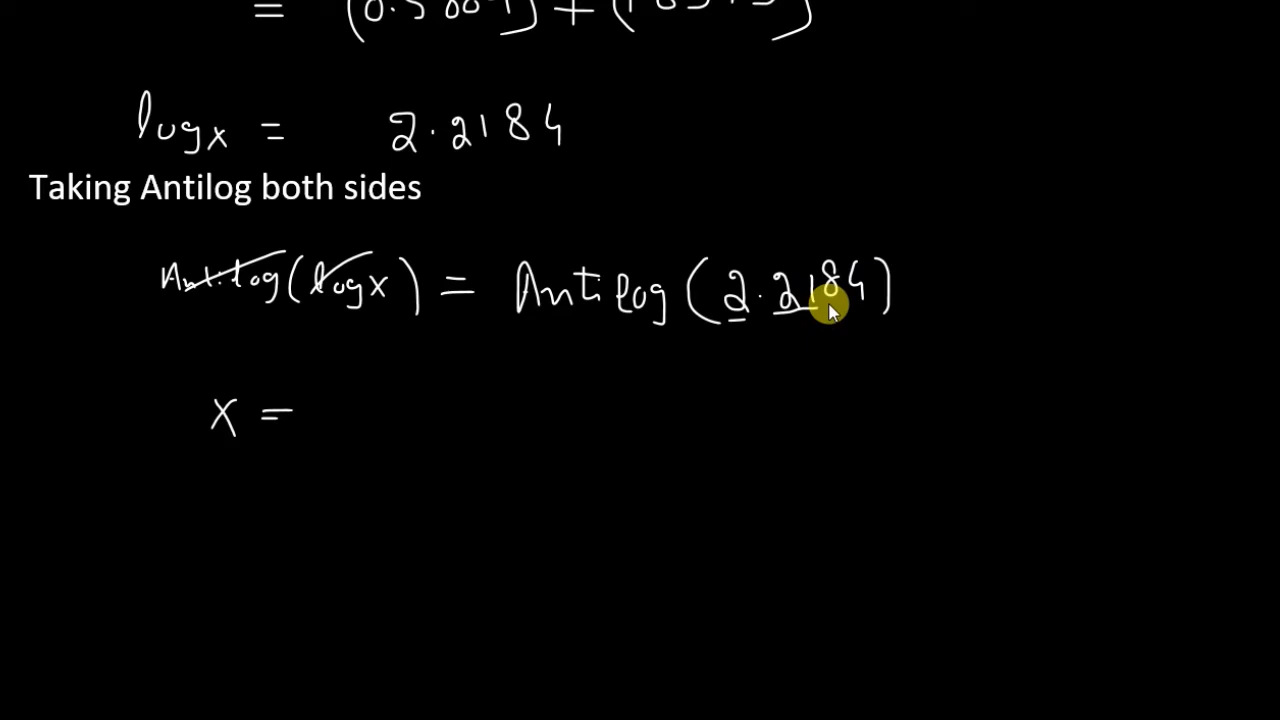 =
log x = 2.2184
Taking Antilog both sides
Antilog (log x) = Antilog (2.2184)
x =